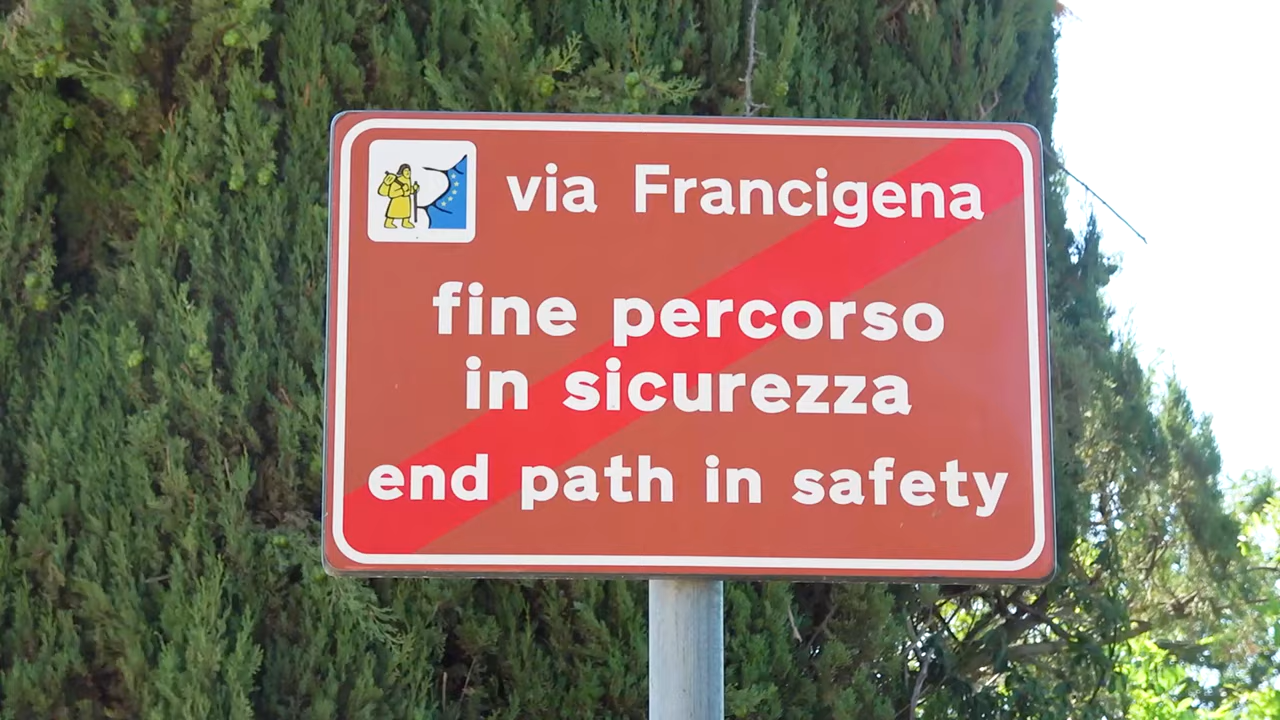 via Francigena
fine percorso
in sicurezza
end path in safety